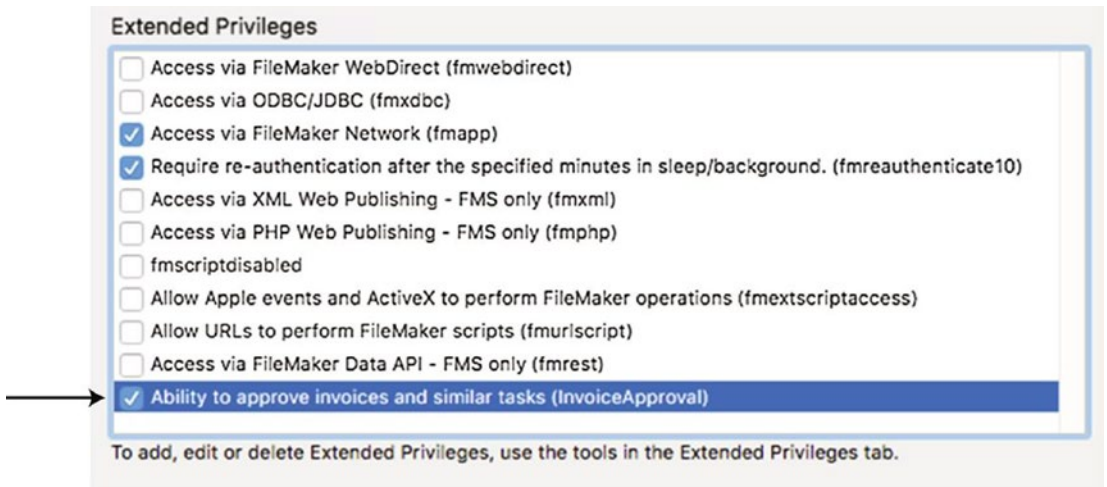 Extended Privileges
Access via FileMaker WebDirect (fmwebdirect)
Access via ODBC/JDBC (fmxdbc)
Access via FileMaker Network (fmapp)
Require re-authentication after the specified minutes in sleep/background. (fmreauthenticate10)
Access via XML Web Publishing - FMS only (fmxml)
Access via PHP Web Publishing - FMS only (fmphp)
fmscriptdisabled
Allow Apple events and ActiveX to perform FileMaker operations (fmextscriptaccess)
Allow URLs to perform FileMaker scripts (fmurlscript)
Access via FileMaker Data API - FMS only (fmrest)
Ability to approve invoices and similar tasks (InvoiceApproval)
To add, edit or delete Extended Privileges, use the tools in the Extended Privileges tab.